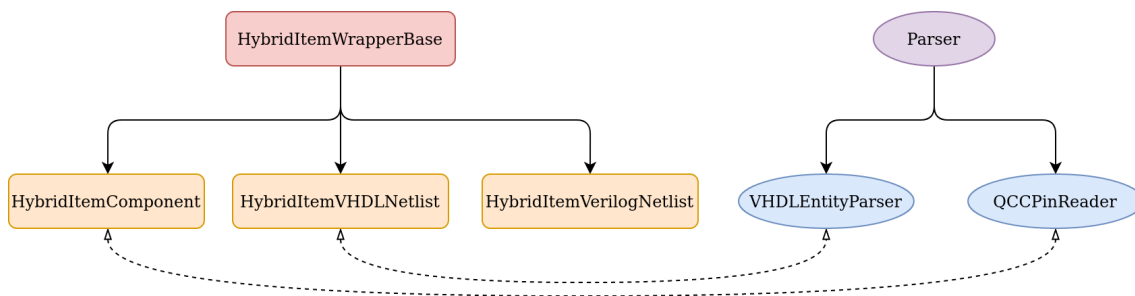 HybridItemWrapperBase
Parser
HybridItemComponent
HybridItemVHDLNetlist
HybridItemVerilogNetlist
VHDLEntityParser
QCCPinReader